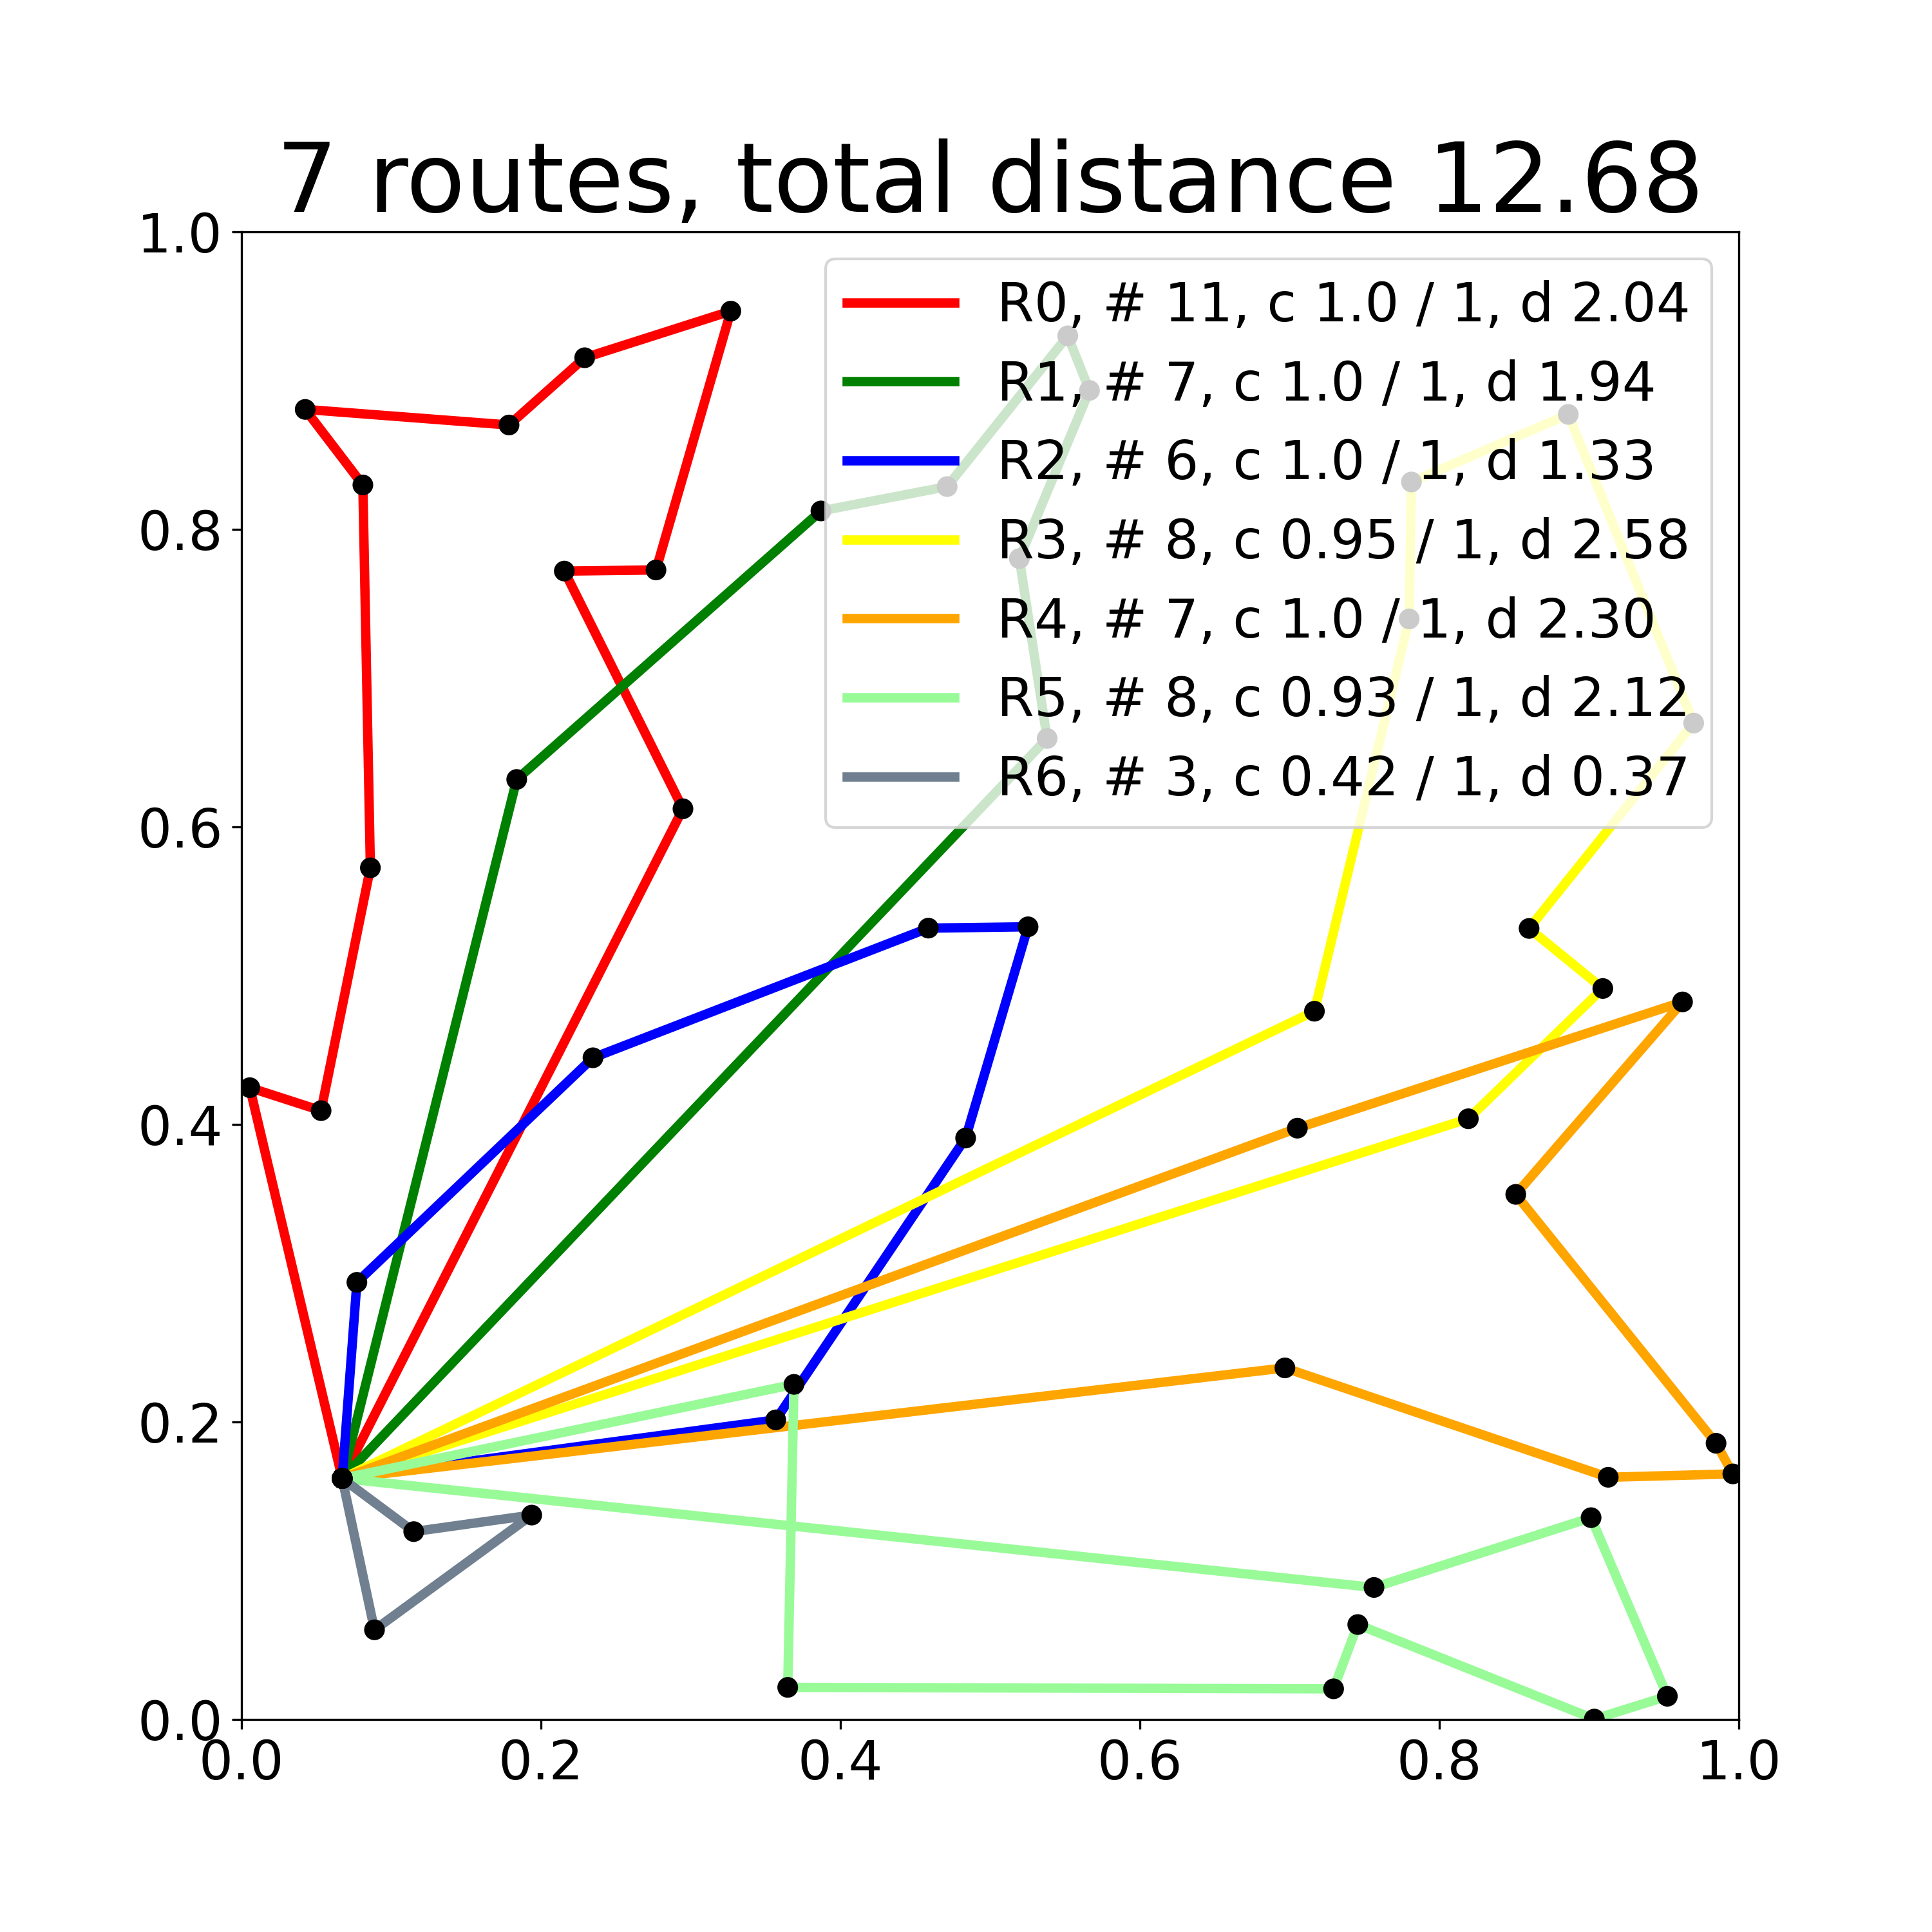 7 routes, total distance 12.68
1.0
0.8
0.6
0.4
0.2
0.0
R0, # 11, c 1.0 / 1, d 2.04
R1, # 7, c 1.0 / 1, d 1.94
R2, # 6, c 1.0 / 1, d 1.33
R3, # 8, c 0.95 / 1, d 2.58
R4, # 7, c 1.0 / 1, d 2.30
R5, # 8, c 0.93 / 1, d 2.12
R6, # 3, c 0.42 / 1, d 0.37
0.0 0.2 0.4 0.6 0.8 1.0